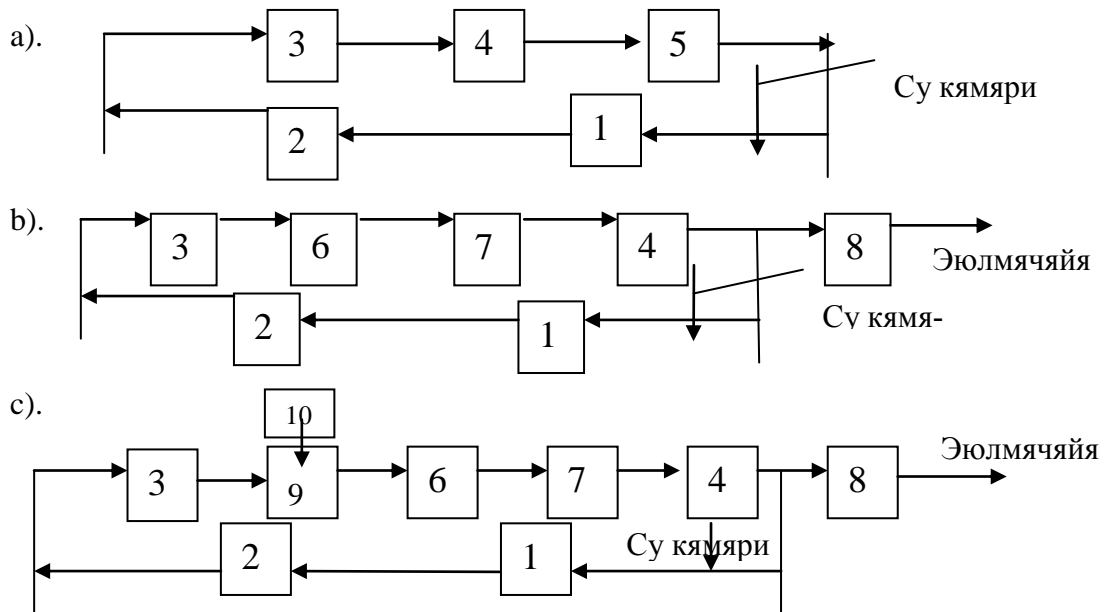 a).
3 4 5
Су кямяри
2 1
b).
3 6 7 4 8
Эюлмячяйя
2 1
Су кямя-
c).
10
Эюлмячяйя
3 9 6 7 4 8
2 1
Су кямяри